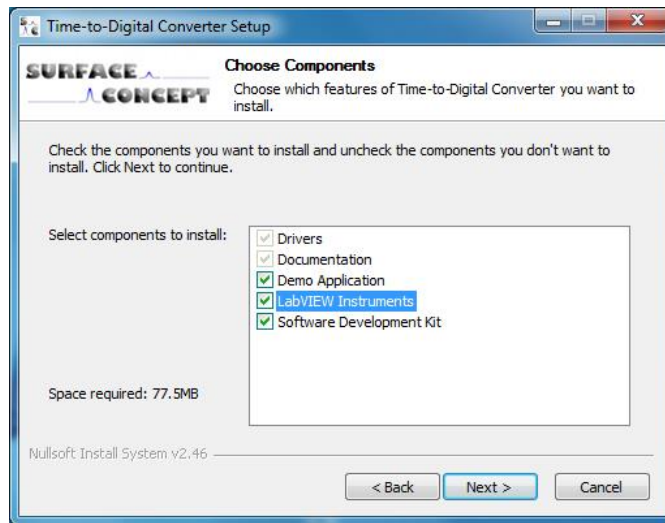 Time-to-Digital Converter Setup
SURFACE
CONCEPT
Choose Components
Choose which features of Time-to-Digital Converter you want to
install.
Check the components you want to install and uncheck the components you don't want to
install. Click Next to continue.
Select components to install:
Drivers
Documentation
Demo Application
LabVIEW Instruments
Software Development Kit
Space required: 77.5MB
Nullsoft Install System v2.46
< Back
Next >
Cancel